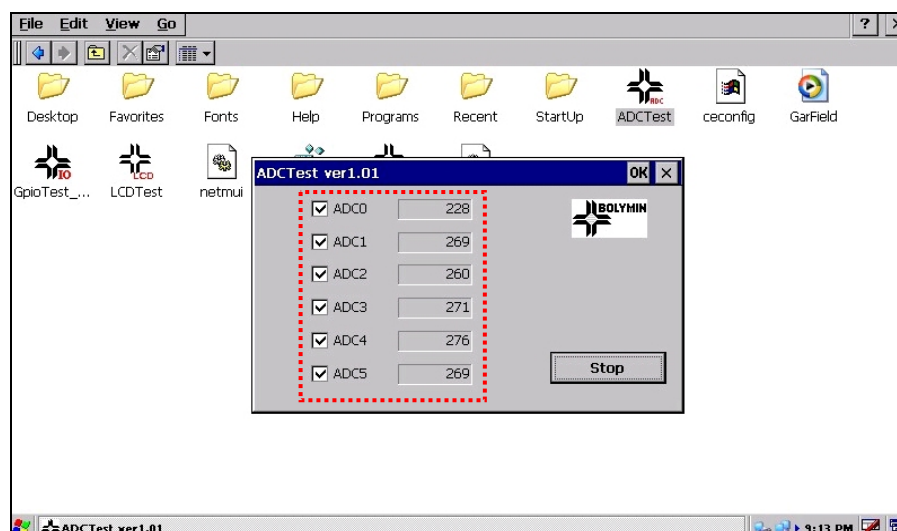 File Edit View Go ?
Desktop Favorites Fonts Help Programs Recent StartUp ADCTest ceconfig GarField
GpioTest_... LCDTest netmui
ADCTest ver1.01 OK
ADC0 228
BOLYMIN
ADC1 269
ADC2 260
ADC3 271
ADC4 276
Stop
ADC5 269
ADCTest ver1.01 9:13 PM